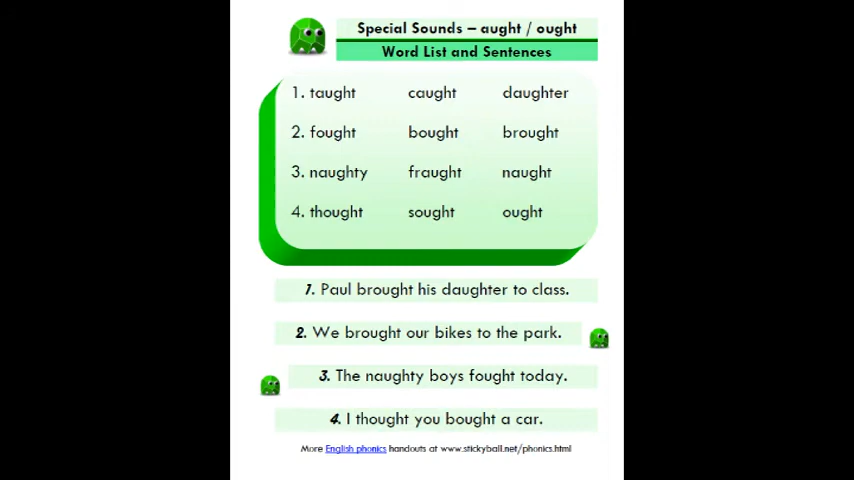 Special Sounds – aught / ought
Word List and Sentences
1. taught caught daughter
2. fought bought brought
3. naughty fraught naught
4. thought sought ought
1. Paul brought his daughter to class.
2. We brought our bikes to the park.
3. The naughty boys fought today.
4. I thought you bought a car.
More English phonics handouts at www.stickyball.net/phonics.html